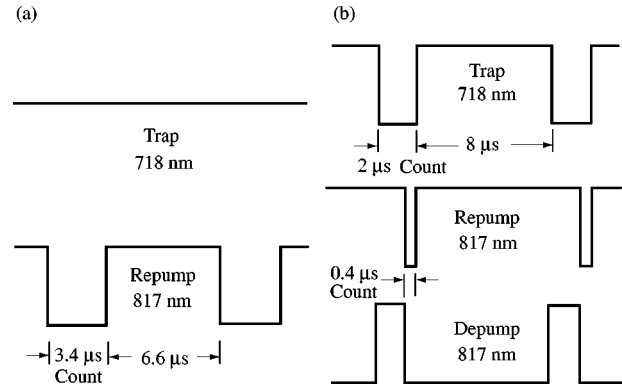 (a)
Trap
718 nm
Repump
817 nm
3.4 μs
6.6 μs
Count
(b)
Trap
718 nm
8 μs
2 μs Count
Repump
817 nm
0.4 μs
Count
Depump
817 nm